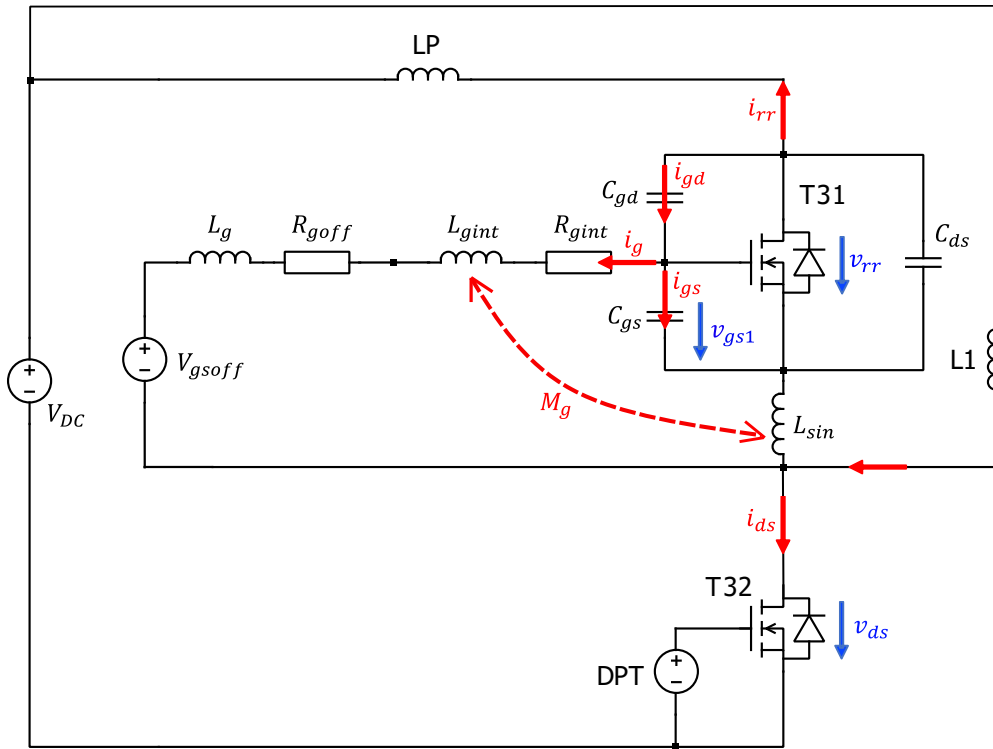 LP
i_rr
i_gd
T31
C_gd
L_g
R_goff
L_gint
R_gint
i_g
C_ds
v_rr
i_gs
C_gs
v_gs1
+
−
V_gsoff
L1
+
−
V_DC
M_g
L_sin
i_ds
T32
v_ds
DPT
+
−